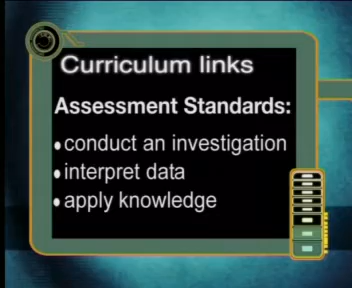 Curriculum links
Assessment Standards:
•conduct an investigation
•interpret data
•apply knowledge